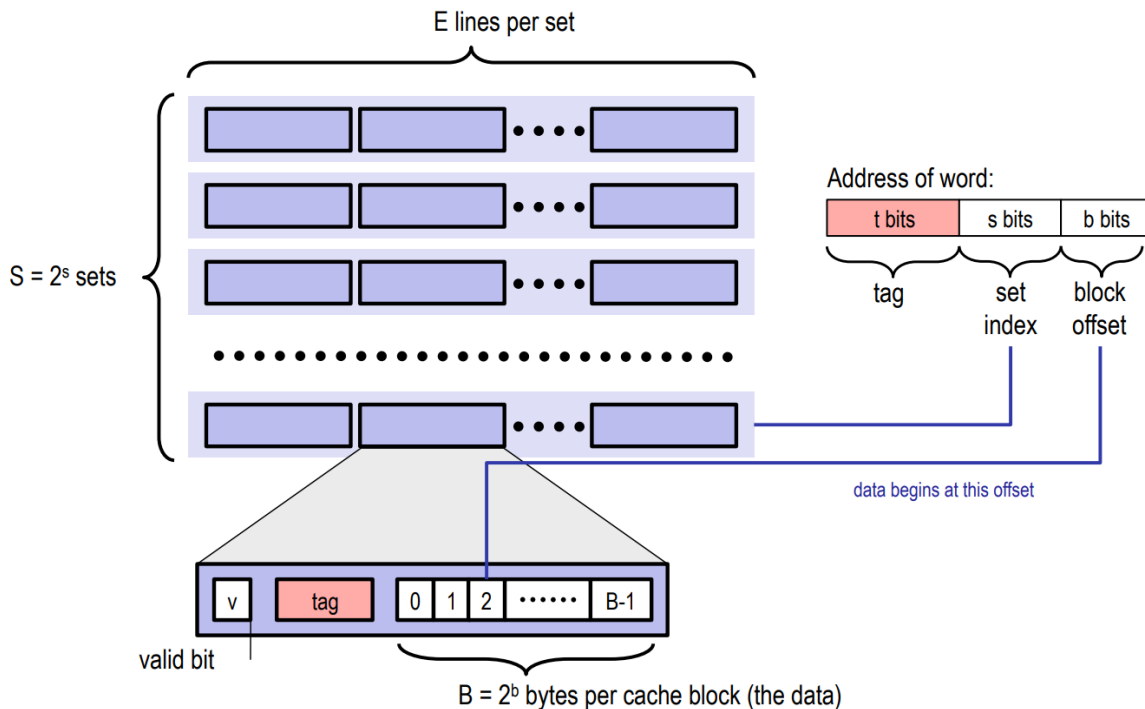 E lines per set
S = 2ˢ sets
Address of word:
t bits s bits b bits
tag set index block offset
data begins at this offset
v tag 0 1 2 •••••• B-1
valid bit
B = 2ᵇ bytes per cache block (the data)